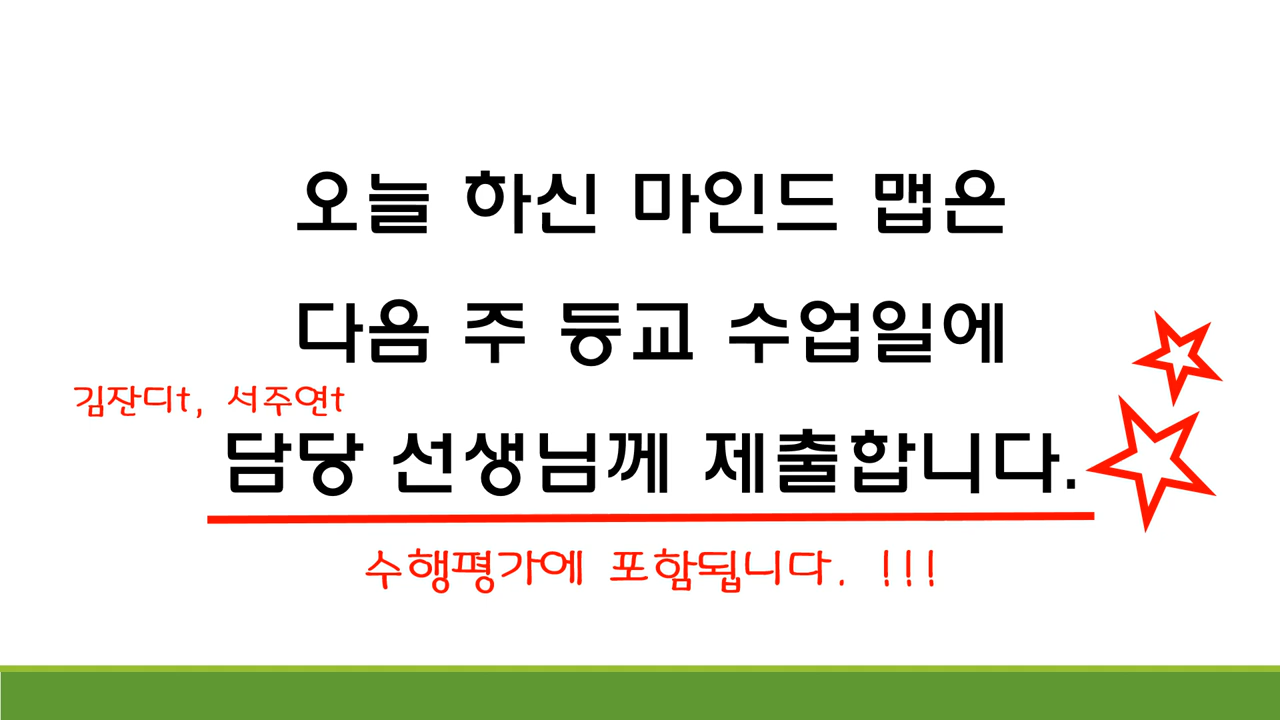 오늘 하신 마인드 맵은
다음 주 등교 수업일에
김잔디t, 서주연t
담당 선생님께 제출합니다.
수행평가에 포함됩니다. !!!